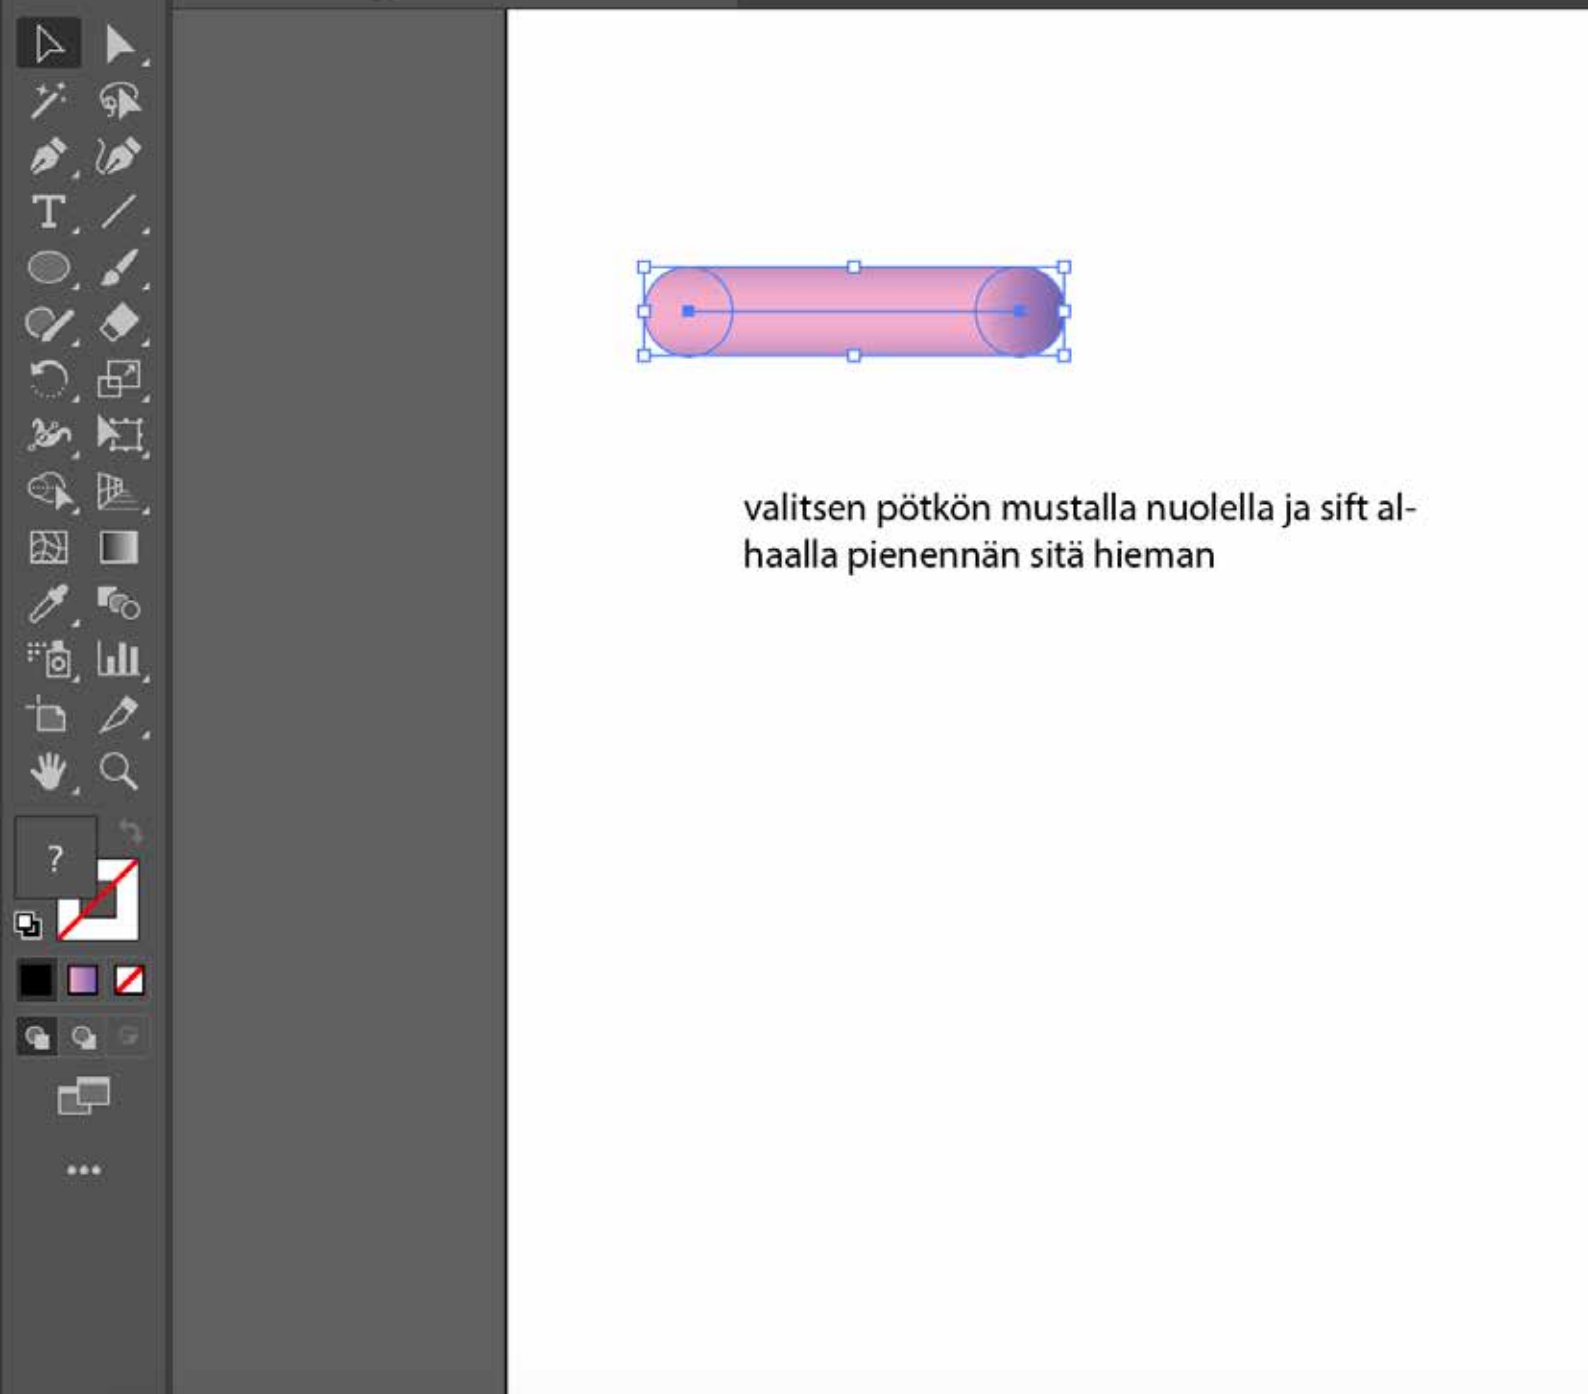 valitsen pötkön mustalla nuolella ja sift al-
haalla pienennän sitä hieman
?